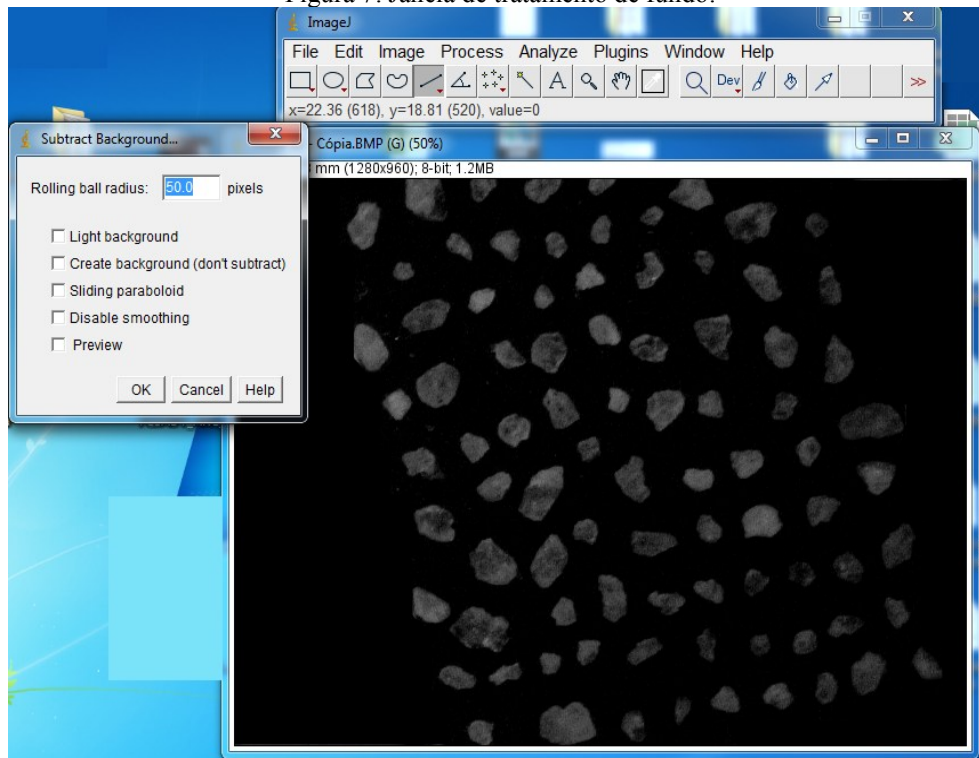 Figura 7: Janela de tratamento de fundo.
ImageJ
File Edit Image Process Analyze Plugins Window Help
A Dev >>
x=22.36 (618), y=18.81 (520), value=0
Subtract Background...
Rolling ball radius: 50.0 pixels
Light background
Create background (don't subtract)
Sliding paraboloid
Disable smoothing
Preview
OK Cancel Help
- Cópia.BMP (G) (50%)
mm (1280x960); 8-bit; 1.2MB